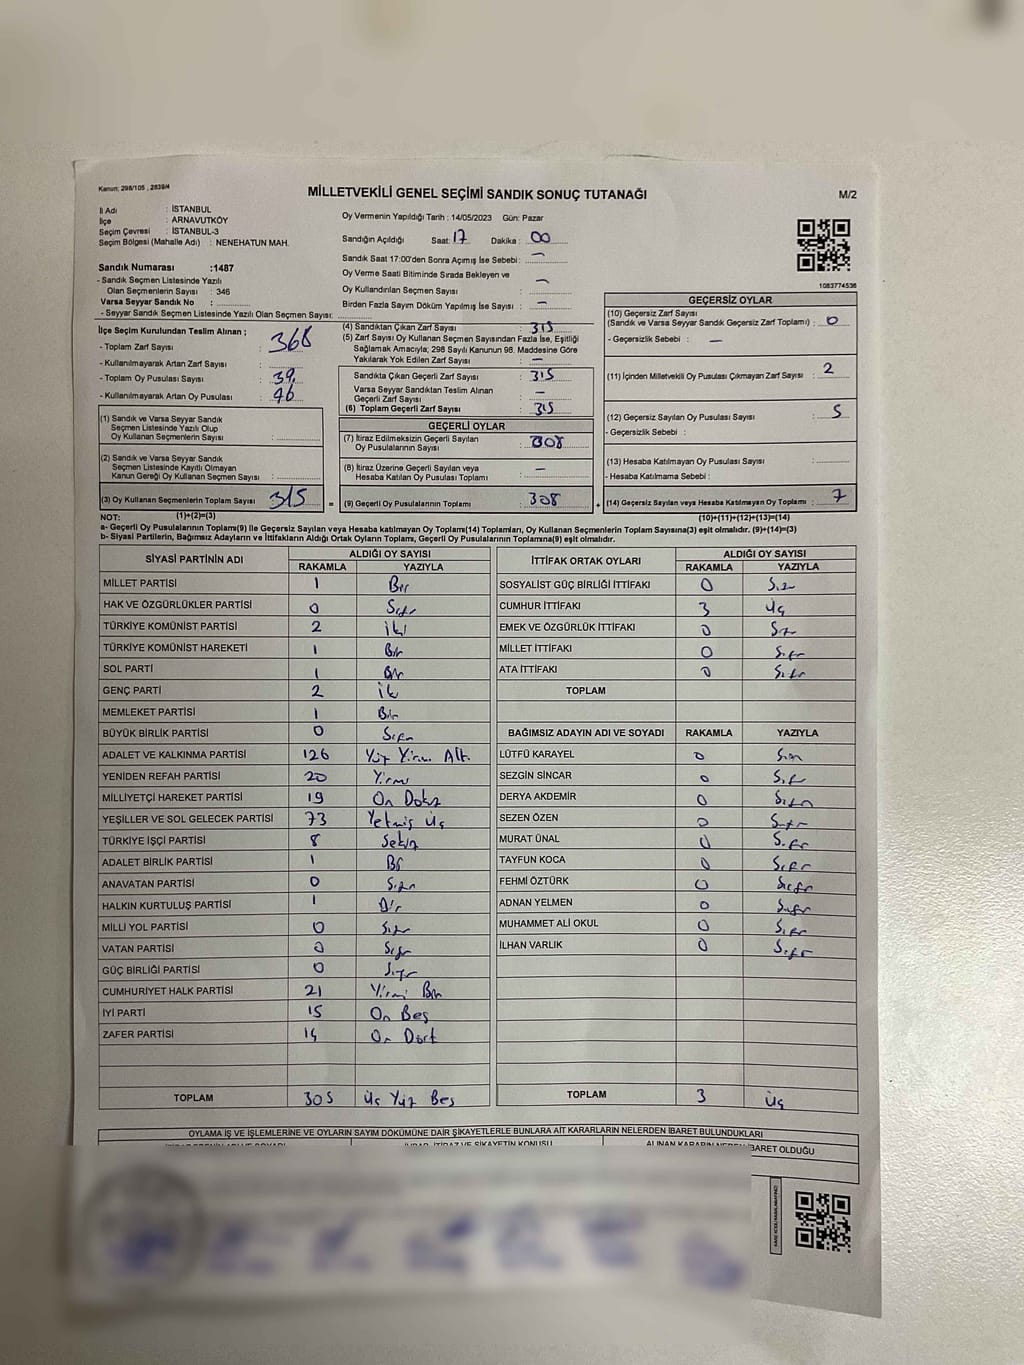 Kanun; 298/105 , 2839/4
MİLLETVEKİLİ GENEL SEÇİMİ SANDIK SONUÇ TUTANAĞI
M/2
İl Adı : İSTANBUL
İlçe : ARNAVUTKÖY
Seçim Çevresi : İSTANBUL-3
Seçim Bölgesi (Mahalle Adı) : NENEHATUN MAH.
Oy Vermenin Yapıldığı Tarih : 14/05/2023 Gün: Pazar
Sandığın Açıldığı Saat: 17 Dakika : 00
Sandık Saat 17:00'den Sonra Açımış İse Sebebi : —
Oy Verme Saati Bitiminde Sırada Bekleyen ve
Oy Kullandırılan Seçmen Sayısı : —
Birden Fazla Sayım Döküm Yapılmış İse Sayısı : —
1083774536
Sandık Numarası :1487
- Sandık Seçmen Listesinde Yazılı
Olan Seçmenlerin Sayısı : 346
Varsa Seyyar Sandık No :
- Seyyar Sandık Seçmen Listesinde Yazılı Olan Seçmen Sayısı:
İlçe Seçim Kurulundan Teslim Alınan ;
- Toplam Zarf Sayısı : 368
- Kullanılmayarak Artan Zarf Sayısı :
- Toplam Oy Pusulası Sayısı : 39
- Kullanılmayarak Artan Oy Pusulası :
(1) Sandık ve Varsa Seyyar Sandık
Seçmen Listesinde Yazılı Olup
Oy Kullanan Seçmenlerin Sayısı :
(2) Sandık ve Varsa Seyyar Sandık
Seçmen Listesinde Kayıtlı Olmayan
Kanun Gereği Oy Kullanan Seçmen Sayısı :
(3) Oy Kullanan Seçmenlerin Toplam Sayısı : 315
(1)+(2)=(3)
(4) Sandıktan Çıkan Zarf Sayısı : 315
(5) Zarf Sayısı Oy Kullanan Seçmen Sayısından Fazla İse, Eşitliği
Sağlamak Amacıyla; 298 Sayılı Kanunun 98. Maddesine Göre
Yakılarak Yok Edilen Zarf Sayısı : —
Sandıkta Çıkan Geçerli Zarf Sayısı : 315
Varsa Seyyar Sandıktan Teslim Alınan
Geçerli Zarf Sayısı : —
(6) Toplam Geçerli Zarf Sayısı : 315
GEÇERLİ OYLAR
(7) İtiraz Edilmeksizin Geçerli Sayılan
Oy Pusulalarının Sayısı : 308
(8) İtiraz Üzerine Geçerli Sayılan veya
Hesaba Katılan Oy Pusulası Toplamı : —
= (9) Geçerli Oy Pusulalarının Toplamı : 308
GEÇERSİZ OYLAR
(10) Geçersiz Zarf Sayısı
(Sandık ve Varsa Seyyar Sandık Geçersiz Zarf Toplamı) : 0
- Geçersizlik Sebebi : —
(11) İçinden Milletvekili Oy Pusulası Çıkmayan Zarf Sayısı : 2
(12) Geçersiz Sayılan Oy Pusulası Sayısı : 5
- Geçersizlik Sebebi :
(13) Hesaba Katılmayan Oy Pusulası Sayısı :
- Hesaba Katılmama Sebebi :
+ (14) Geçersiz Sayılan veya Hesaba Katılmayan Oy Toplamı : 7
(10)+(11)+(12)+(13)=(14)
NOT:
a- Geçerli Oy Pusulalarının Toplamı(9) ile Geçersiz Sayılan veya Hesaba katılmayan Oy Toplamı(14) Toplamları, Oy Kullanan Seçmenlerin Toplam Sayısına(3) eşit olmalıdır. (9)+(14)=(3)
b- Siyasi Partilerin, Bağımsız Adayların ve İttifakların Aldığı Ortak Oyların Toplamı, Geçerli Oy Pusulalarının Toplamına(9) eşit olmalıdır.
SİYASİ PARTİNİN ADI ALDIĞI OY SAYISI
RAKAMLA YAZIYLA
MİLLET PARTİSİ 1 Bir
HAK VE ÖZGÜRLÜKLER PARTİSİ 0 Sıfır
TÜRKİYE KOMÜNİST PARTİSİ 2 iki
TÜRKİYE KOMÜNİST HAREKETİ 1 Bir
SOL PARTİ 1 Bir
GENÇ PARTİ 2 iki
MEMLEKET PARTİSİ 1 Bir
BÜYÜK BİRLİK PARTİSİ 0 Sıfır
ADALET VE KALKINMA PARTİSİ 126 Yüz Yirmi Altı
YENİDEN REFAH PARTİSİ 20 Yirmi
MİLLİYETÇİ HAREKET PARTİSİ 19 On Dokuz
YEŞİLLER VE SOL GELECEK PARTİSİ 73 Yetmiş üç
TÜRKİYE İŞÇİ PARTİSİ 8 Sekiz
ADALET BİRLİK PARTİSİ 1 Bir
ANAVATAN PARTİSİ 0 Sıfır
HALKIN KURTULUŞ PARTİSİ 1 Bir
MİLLİ YOL PARTİSİ 0 Sıfır
VATAN PARTİSİ 0 Sıfır
GÜÇ BİRLİĞİ PARTİSİ 0 Sıfır
CUMHURİYET HALK PARTİSİ 21 Yirmi Bir
İYİ PARTİ 15 On Beş
ZAFER PARTİSİ 14 On Dört
TOPLAM 305 Üç Yüz Beş
İTTİFAK ORTAK OYLARI ALDIĞI OY SAYISI
RAKAMLA YAZIYLA
SOSYALİST GÜÇ BİRLİĞİ İTTİFAKI 0 Sıfır
CUMHUR İTTİFAKI 3 Üç
EMEK VE ÖZGÜRLÜK İTTİFAKI 0 Sıfır
MİLLET İTTİFAKI 0 Sıfır
ATA İTTİFAKI 0 Sıfır
TOPLAM
BAĞIMSIZ ADAYIN ADI VE SOYADI RAKAMLA YAZIYLA
LÜTFÜ KARAYEL 0 Sıfır
SEZGİN SİNCAR 0 Sıfır
DERYA AKDEMİR 0 Sıfır
SEZEN ÖZEN 0 Sıfır
MURAT ÜNAL 0 Sıfır
TAYFUN KOCA 0 Sıfır
FEHMİ ÖZTÜRK 0 Sıfır
ADNAN YELMEN 0 Sıfır
MUHAMMET ALİ OKUL 0 Sıfır
İLHAN VARLIK 0 Sıfır
TOPLAM 3 üç
OYLAMA İŞ VE İŞLEMLERİNE VE OYLARIN SAYIM DÖKÜMÜNE DAİR ŞİKAYETLERLE BUNLARA AİT KARARLARIN NELERDEN İBARET BULUNDUKLARI
İHBAR, İTİRAZ VE ŞİKAYETİN KONUSU
ALINAN KARARIN NEDEN İBARET OLDUĞU